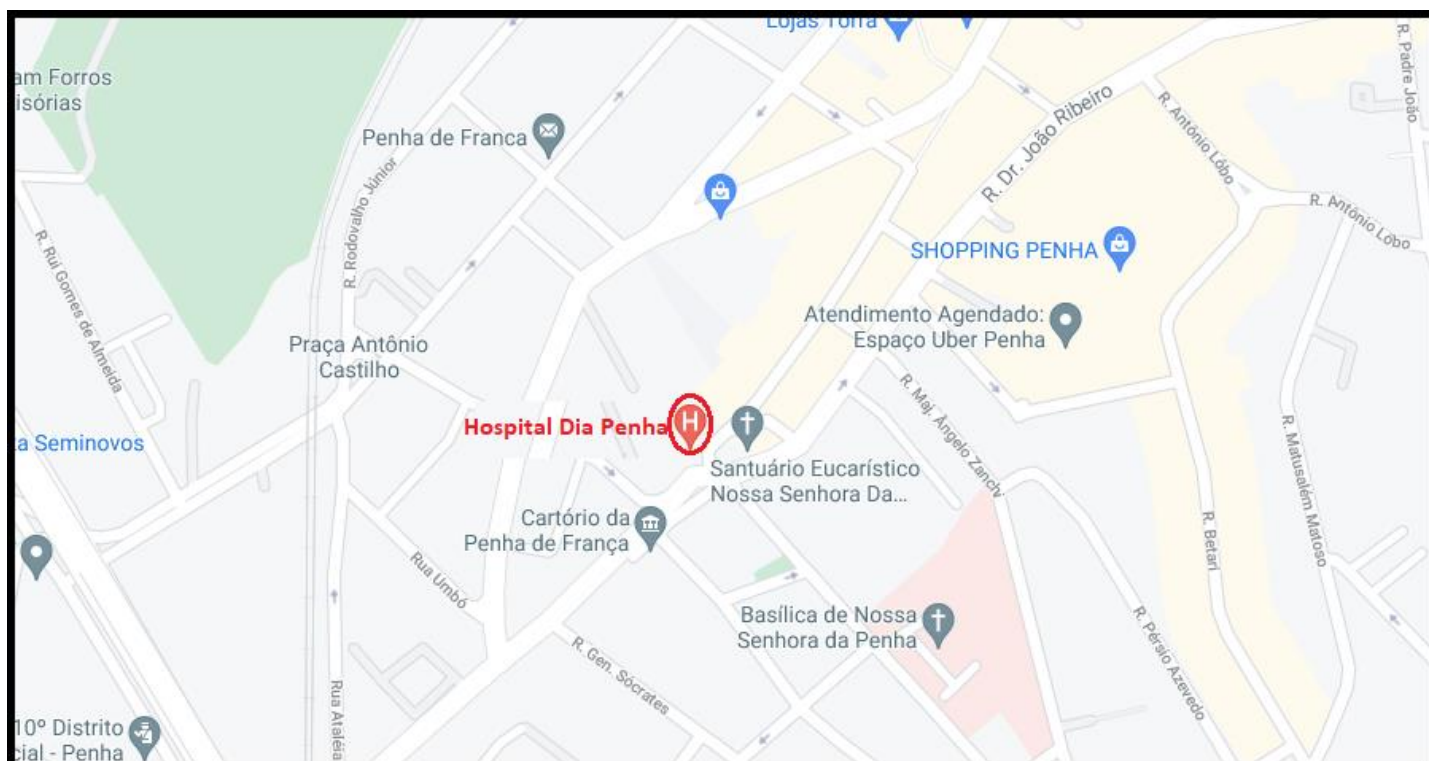 Lojas Torra
R. Padre João
am Forros
isórias
Penha de Franca
R. Dr. João Ribeiro
R. Antônio Lôbo
R. Rodovalho Júnior
R. Antônio Lôbo
SHOPPING PENHA
R. Rui Gomes de Almeida
Atendimento Agendado:
Espaço Uber Penha
Praça Antônio
Castilho
R. Maj. Ângelo Zanchi
Hospital Dia Penha
H
ta Seminovos
Santuário Eucarístico
Nossa Senhora Da...
R. Matusalém Matoso
Cartório da
Penha de França
R. Betari
Rua Umbó
Basílica de Nossa
Senhora da Penha
R. Gen. Sócrates
R. Pérsio Azevedo
Rua Ataléia
10º Distrito
cial - Penha